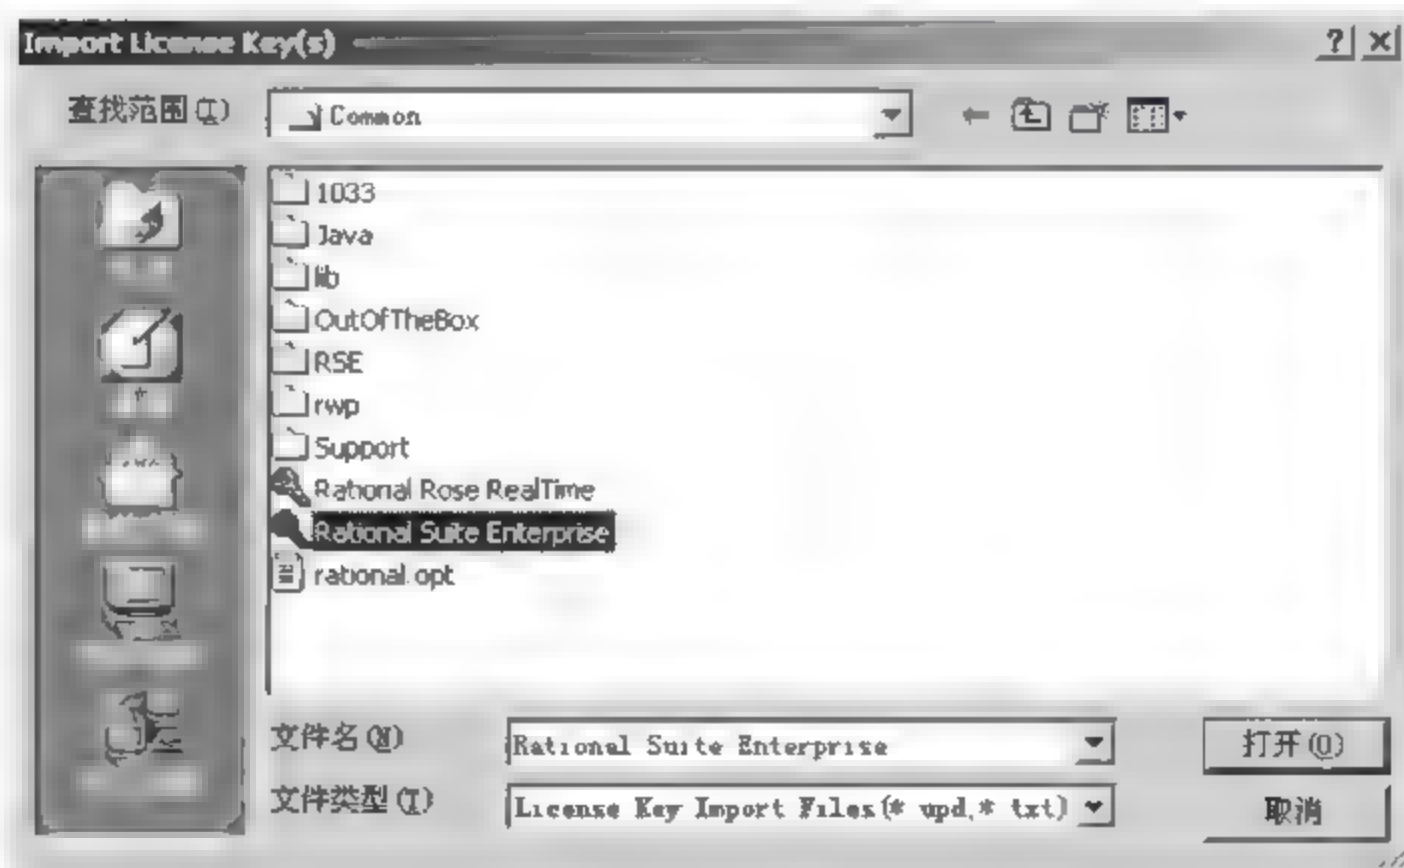 Import License Key(s)
查找范围(I)
Common
1033
Java
lib
OutOfTheBox
RSE
rwp
Support
Rational Rose RealTime
Rational Suite Enterprise
rational.opt
文件名(N)
Rational Suite Enterprise
打开(O)
文件类型(T)
License Key Import Files(*.upd,*.txt)
取消